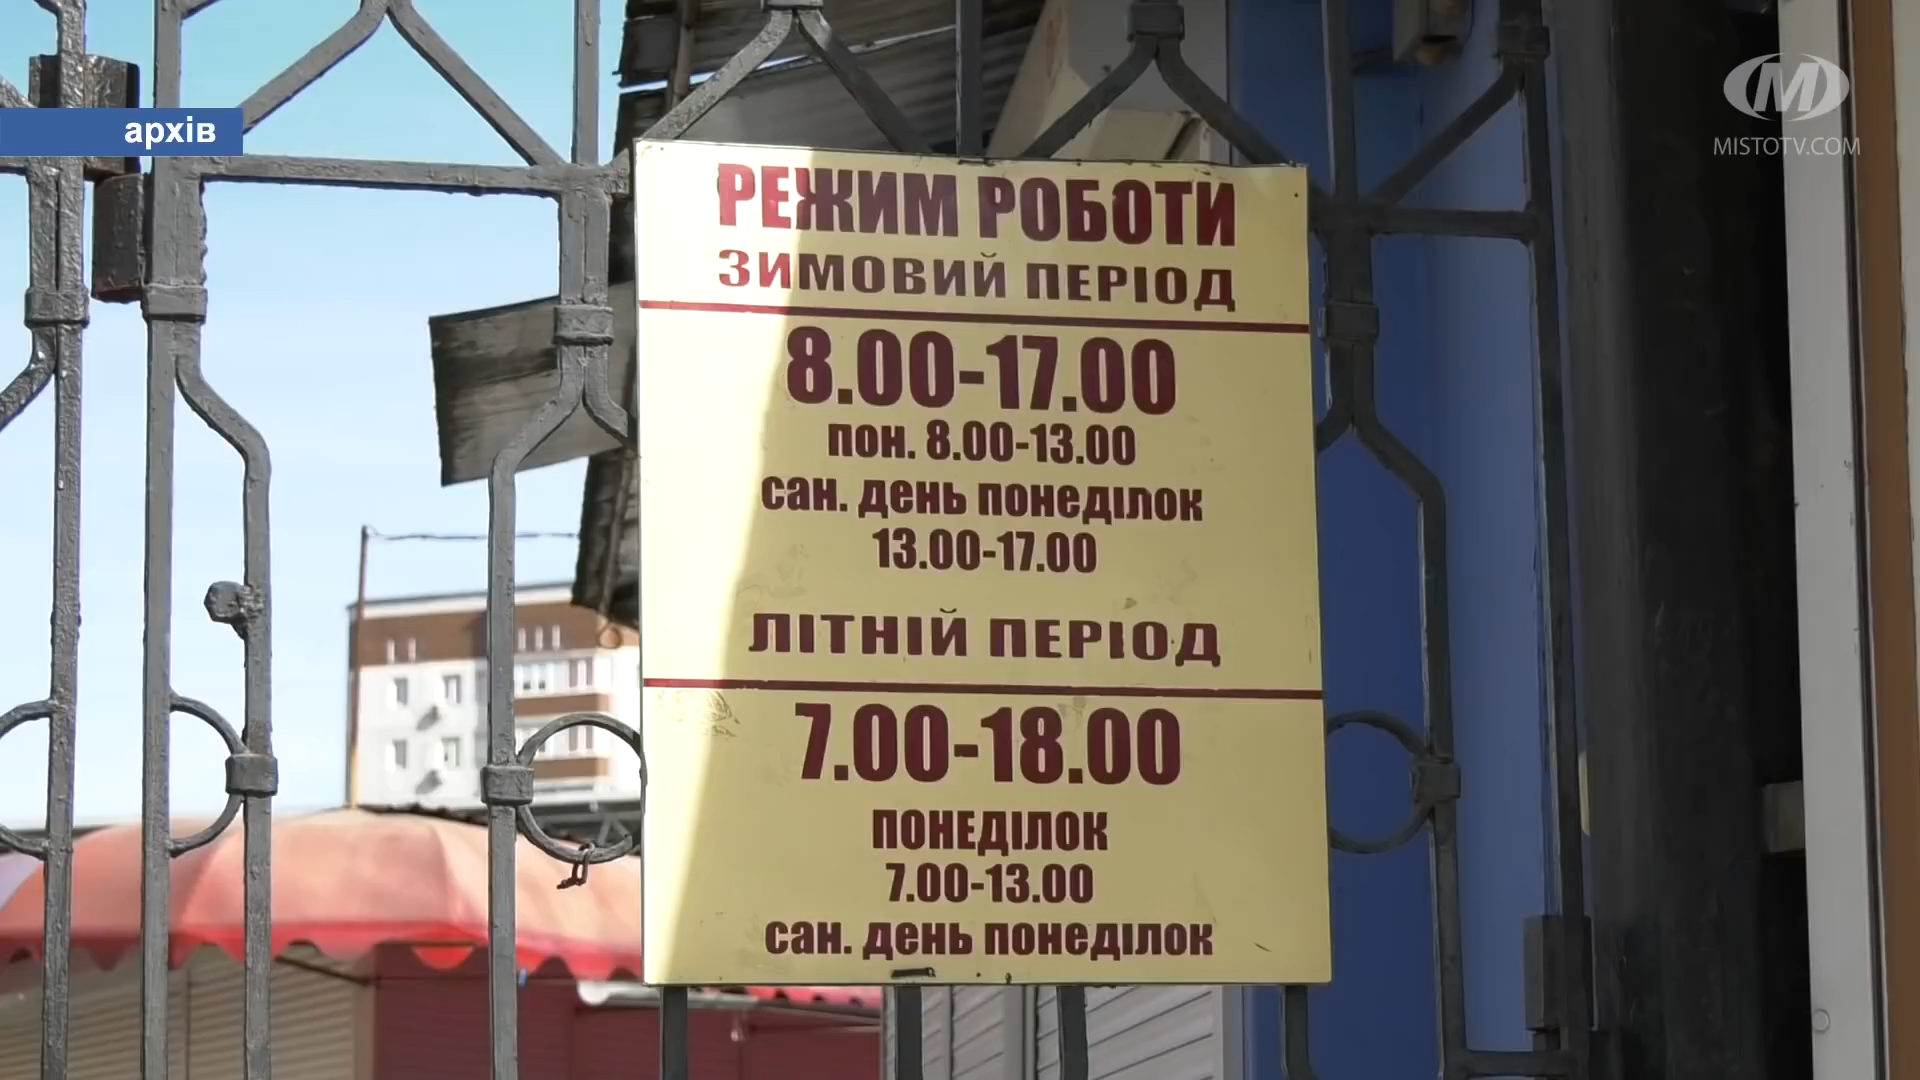 архів
MISTOTV.COM
РЕЖИМ РОБОТИ
ЗИМОВИЙ ПЕРІОД
8.00-17.00
пон. 8.00-13.00
сан. день понеділок
13.00-17.00
ЛІТНІЙ ПЕРІОД
7.00-18.00
ПОНЕДІЛОК
7.00-13.00
сан. день понеділок